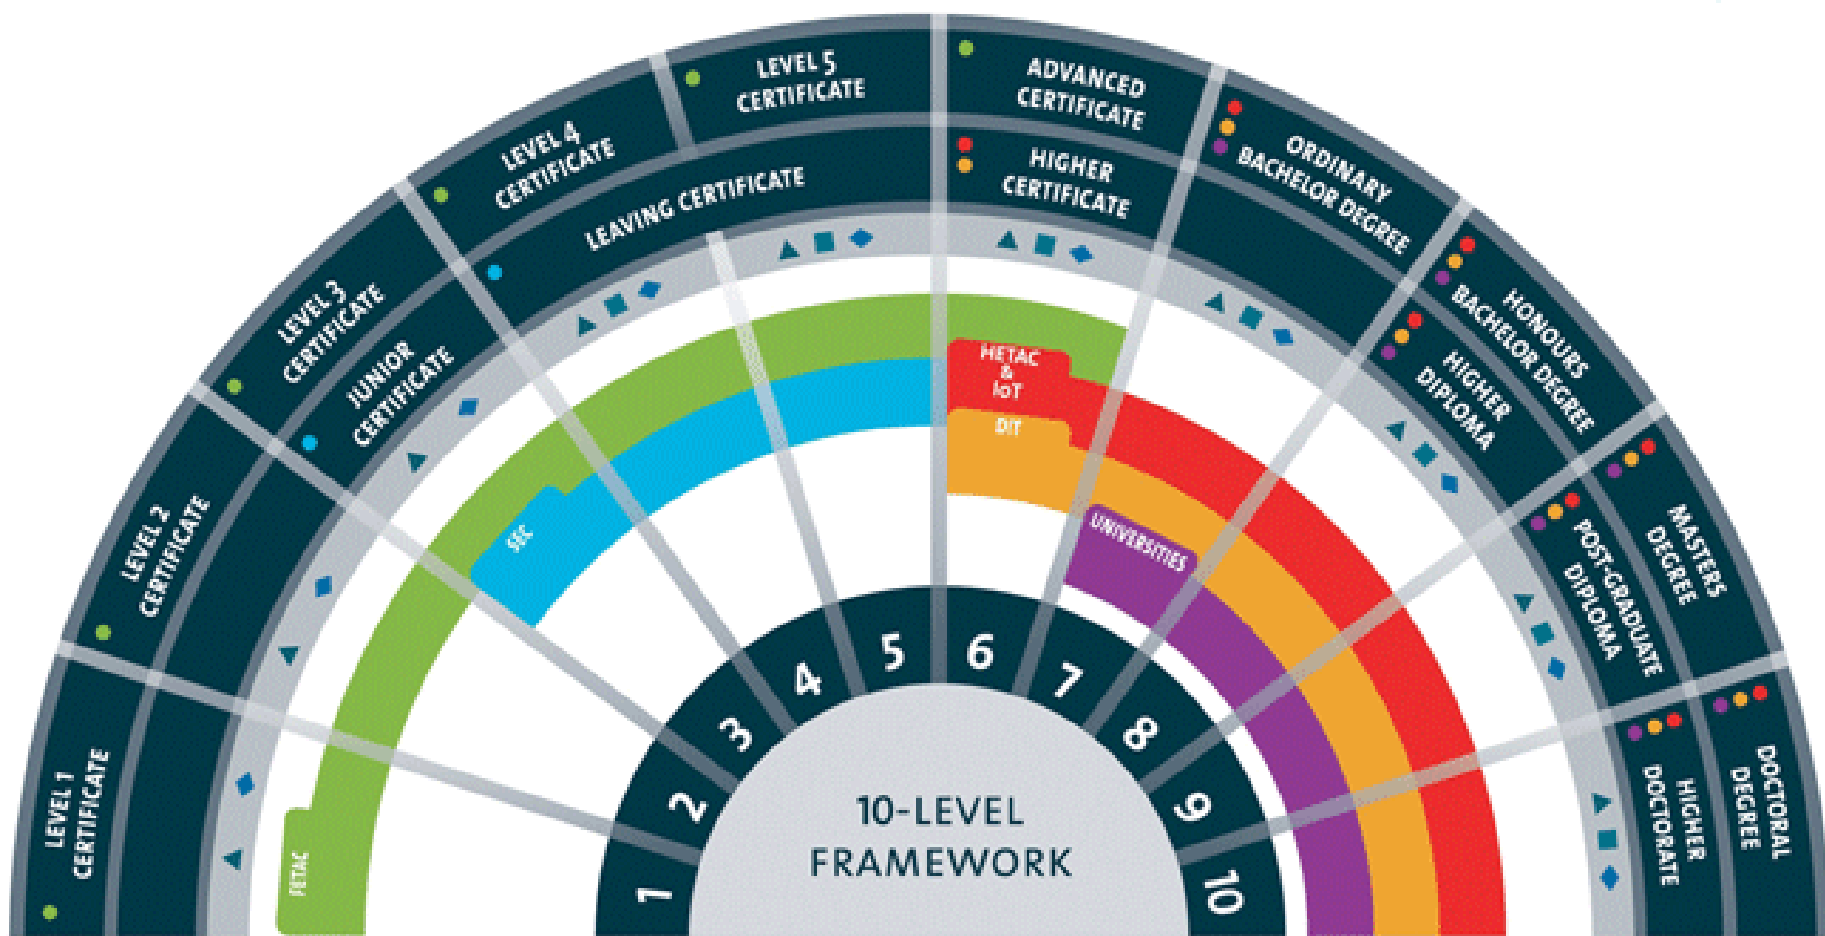 LEVEL 1
CERTIFICATE
LEVEL 2
CERTIFICATE
LEVEL 3
CERTIFICATE
JUNIOR
CERTIFICATE
LEVEL 4
CERTIFICATE
LEVEL 5
CERTIFICATE
LEAVING CERTIFICATE
ADVANCED
CERTIFICATE
HIGHER
CERTIFICATE
ORDINARY
BACHELOR DEGREE
HONOURS
BACHELOR DEGREE
HIGHER
DIPLOMA
MASTERS
DEGREE
POST-GRADUATE
DIPLOMA
DOCTORAL
DEGREE
HIGHER
DOCTORATE
FETAC
SEC
HETAC
&
IoT
DIT
UNIVERSITIES
1
2
3
4
5
6
7
8
9
10
10-LEVEL
FRAMEWORK